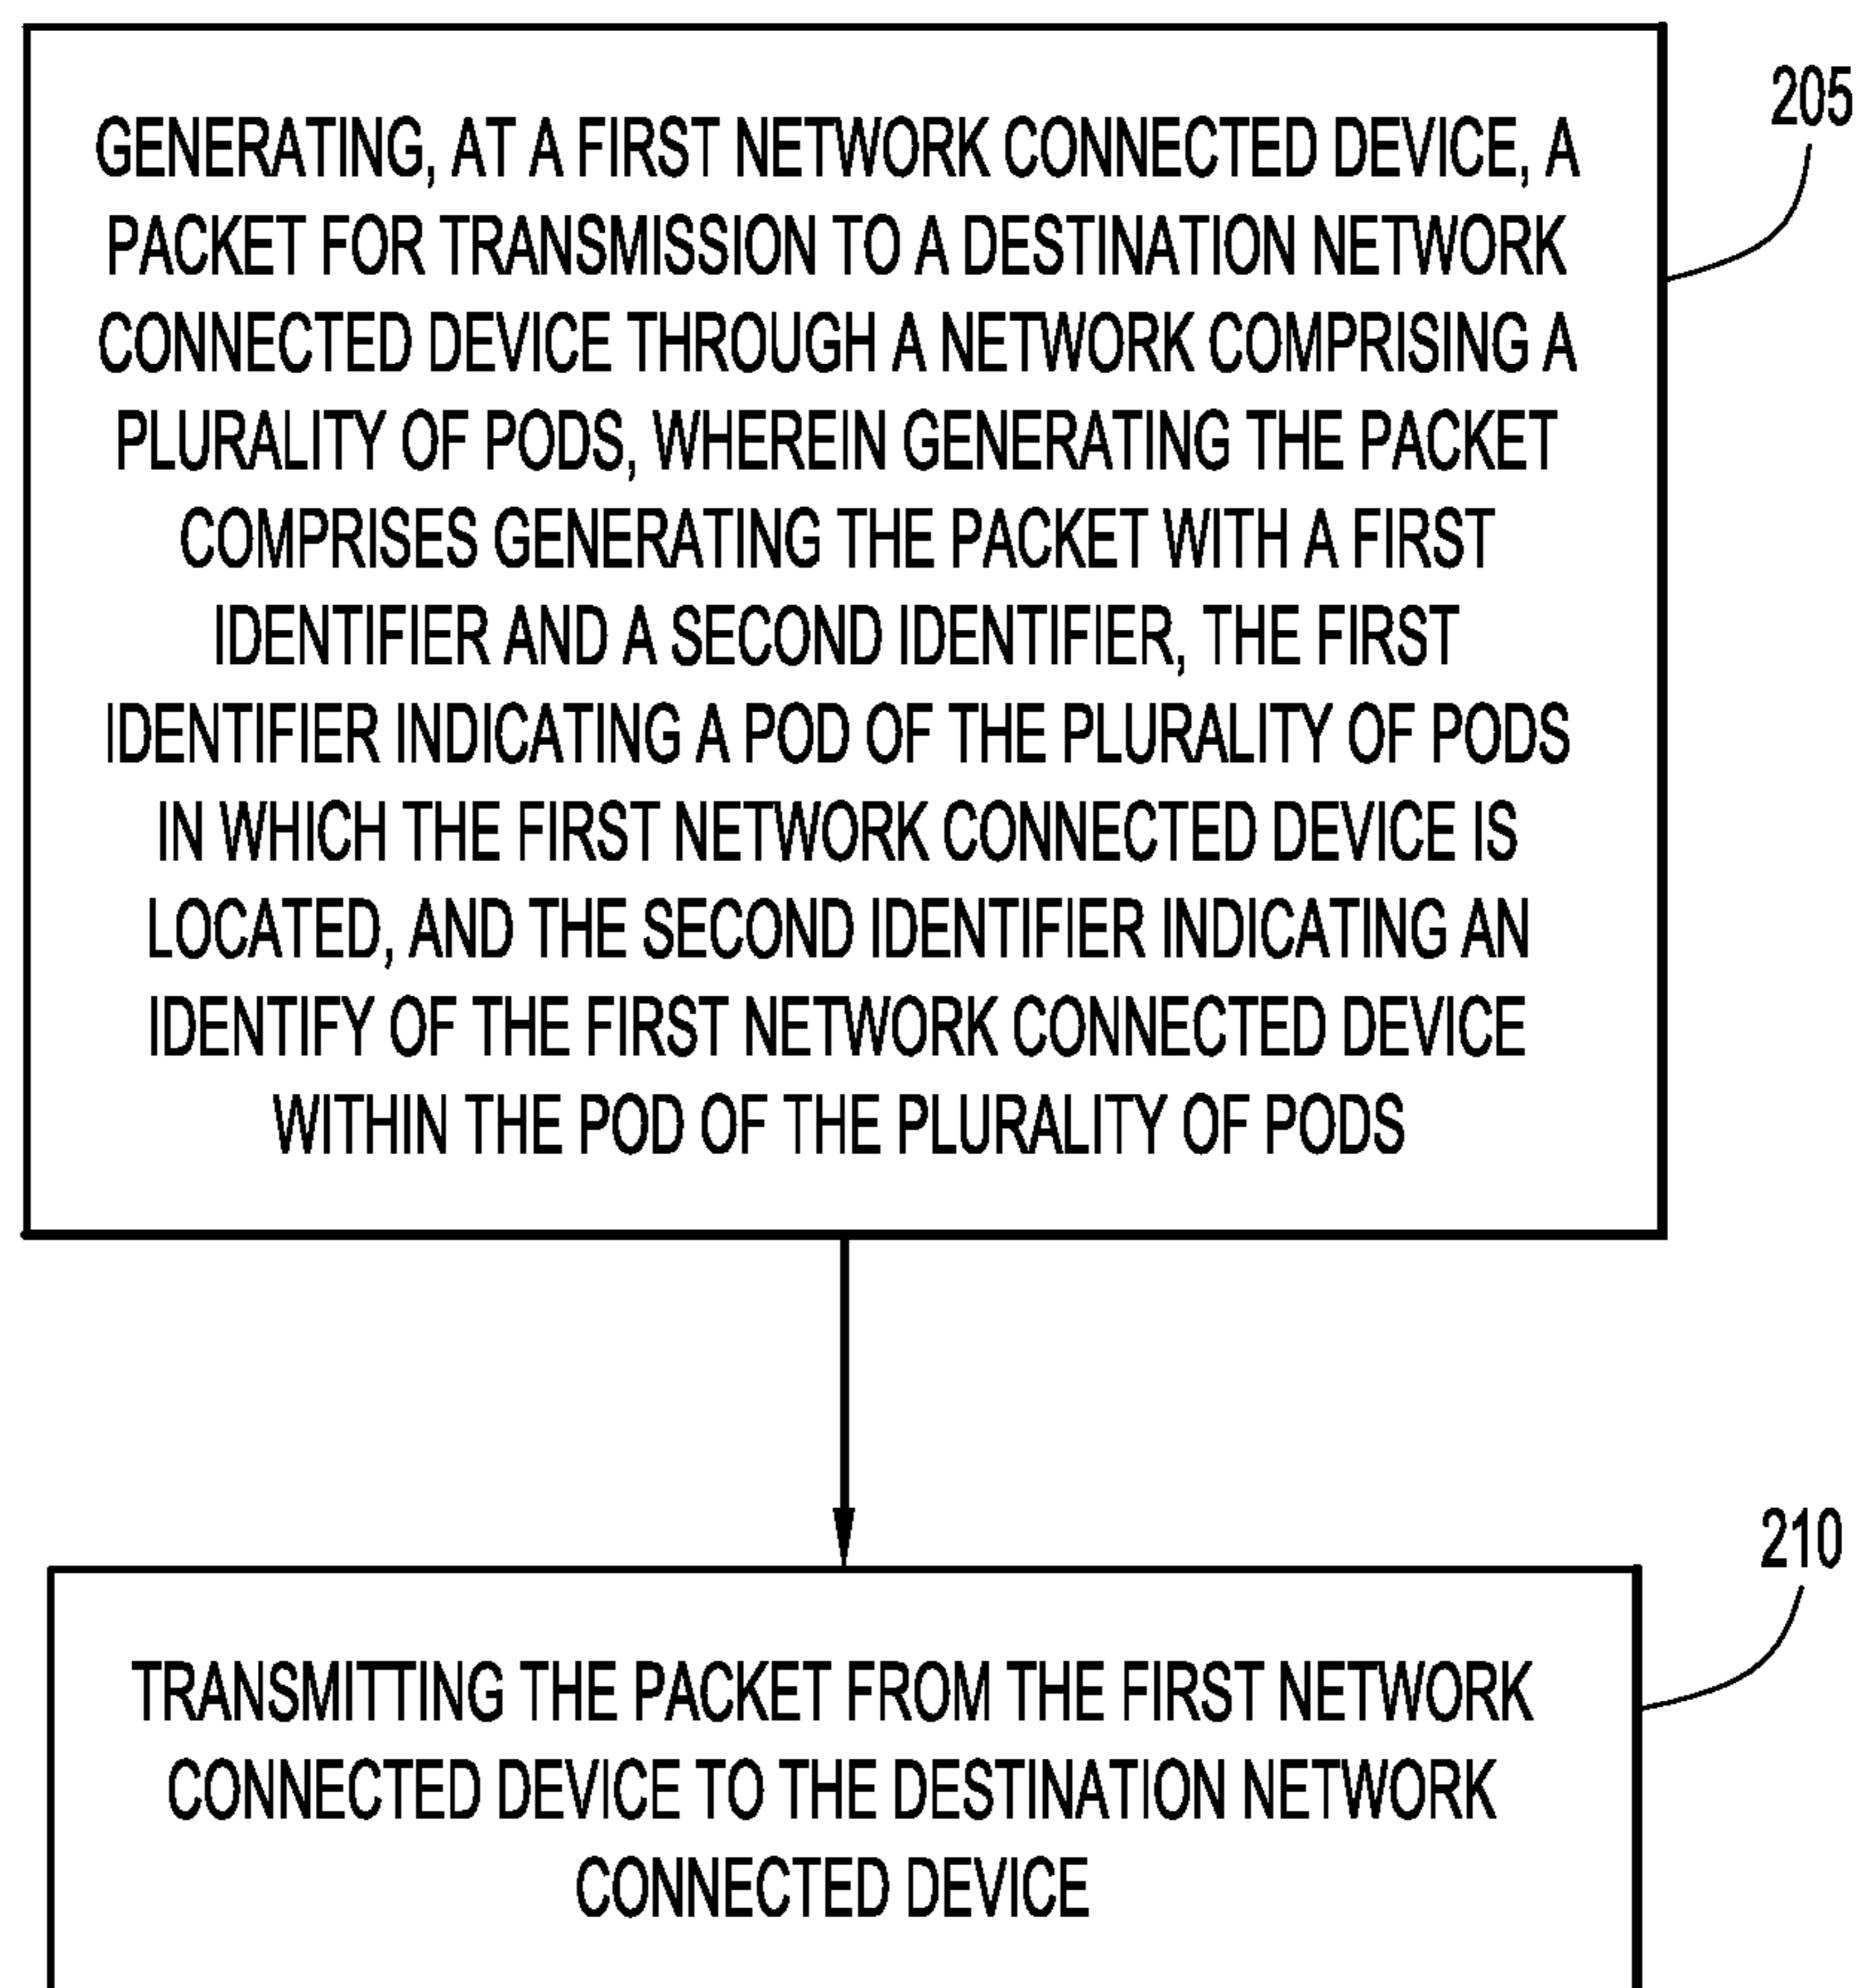 205
GENERATING, AT A FIRST NETWORK CONNECTED DEVICE, A
PACKET FOR TRANSMISSION TO A DESTINATION NETWORK
CONNECTED DEVICE THROUGH A NETWORK COMPRISING A
PLURALITY OF PODS, WHEREIN GENERATING THE PACKET
COMPRISES GENERATING THE PACKET WITH A FIRST
IDENTIFIER AND A SECOND IDENTIFIER, THE FIRST
IDENTIFIER INDICATING A POD OF THE PLURALITY OF PODS
IN WHICH THE FIRST NETWORK CONNECTED DEVICE IS
LOCATED, AND THE SECOND IDENTIFIER INDICATING AN
IDENTIFY OF THE FIRST NETWORK CONNECTED DEVICE
WITHIN THE POD OF THE PLURALITY OF PODS
210
TRANSMITTING THE PACKET FROM THE FIRST NETWORK
CONNECTED DEVICE TO THE DESTINATION NETWORK
CONNECTED DEVICE